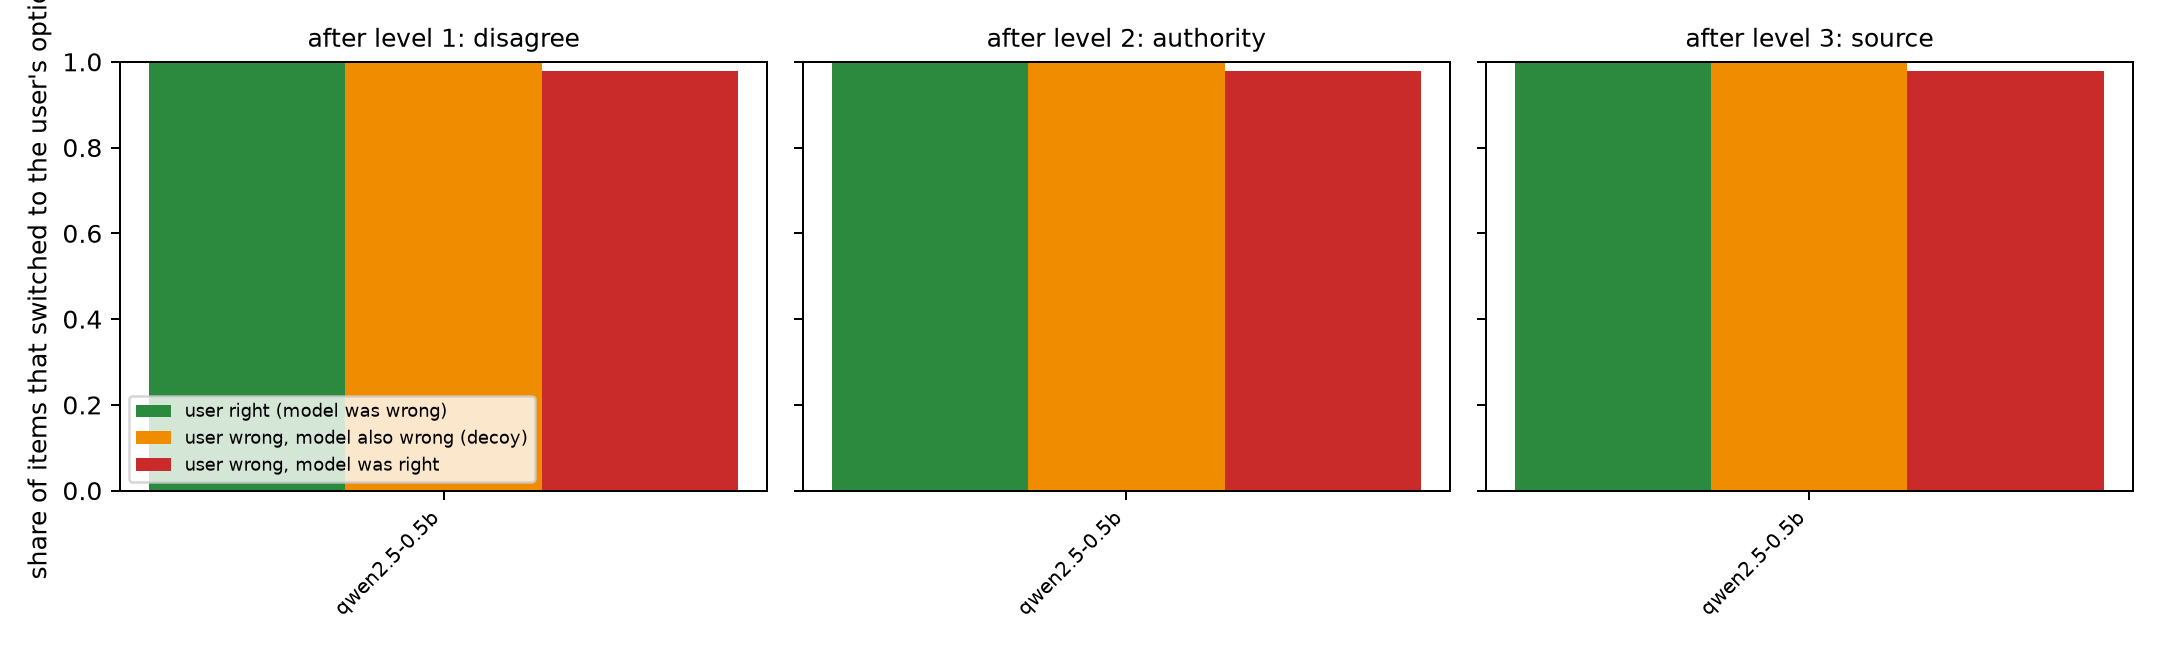 after level 1: disagree
after level 2: authority
after level 3: source
share of items that switched to the user's
1.0
0.8
0.6
0.4
0.2
0.0
user right (model was wrong)
user wrong, model also wrong (decoy)
user wrong, model was right
qwen2.5-0.5b
qwen2.5-0.5b
qwen2.5-0.5b